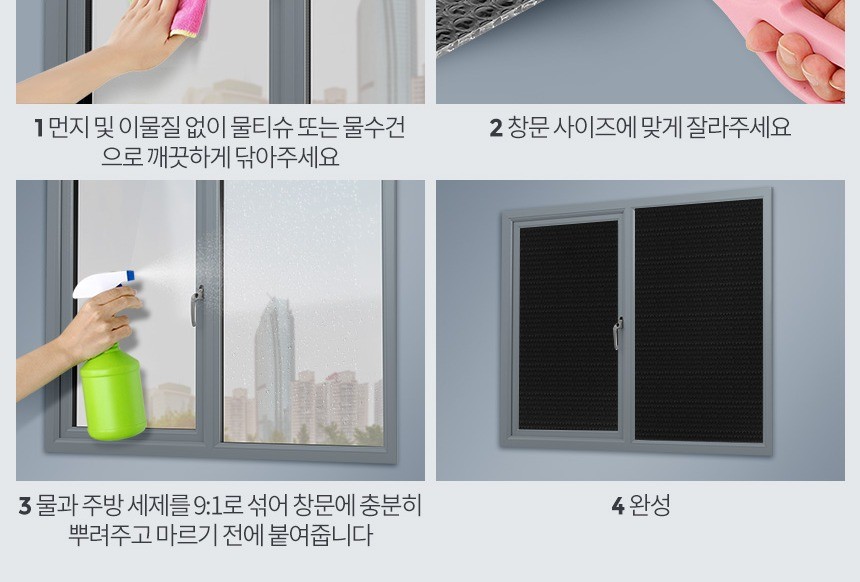 1 먼지 및 이물질 없이 물티슈 또는 물수건
으로 깨끗하게 닦아주세요
2 창문 사이즈에 맞게 잘라주세요
3 물과 주방 세제를 9:1로 섞어 창문에 충분히
뿌려주고 마르기 전에 붙여줍니다
4 완성